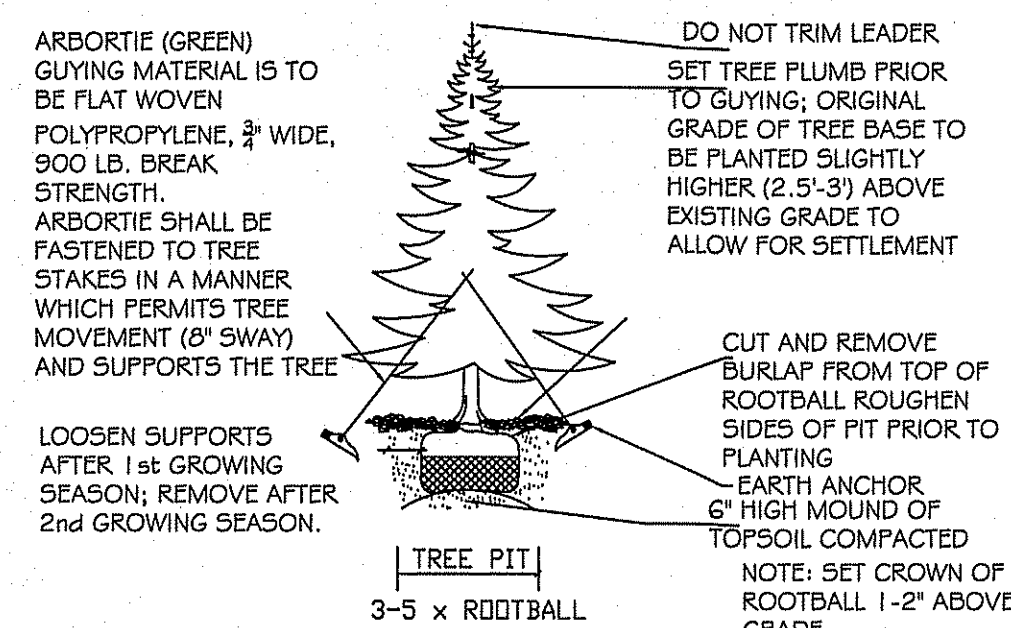 ARBORTIE (GREEN)
GUYING MATERIAL IS TO
BE FLAT WOVEN
POLYPROPYLENE, 3/4" WIDE,
900 LB. BREAK
STRENGTH.
ARBORTIE SHALL BE
FASTENED TO TREE
STAKES IN A MANNER
WHICH PERMITS TREE
MOVEMENT (8" SWAY)
AND SUPPORTS THE TREE
LOOSEN SUPPORTS
AFTER 1st GROWING
SEASON; REMOVE AFTER
2nd GROWING SEASON.
DO NOT TRIM LEADER
SET TREE PLUMB PRIOR
TO GUYING; ORIGINAL
GRADE OF TREE BASE TO
BE PLANTED SLIGHTLY
HIGHER (2.5'-3') ABOVE
EXISTING GRADE TO
ALLOW FOR SETTLEMENT
CUT AND REMOVE
BURLAP FROM TOP OF
ROOTBALL ROUGHEN
SIDES OF PIT PRIOR TO
PLANTING
EARTH ANCHOR
6" HIGH MOUND OF
TOPSOIL COMPACTED
NOTE: SET CROWN OF
ROOTBALL 1-2" ABOVE
GRADE
TREE PIT
3-5 x ROOTBALL